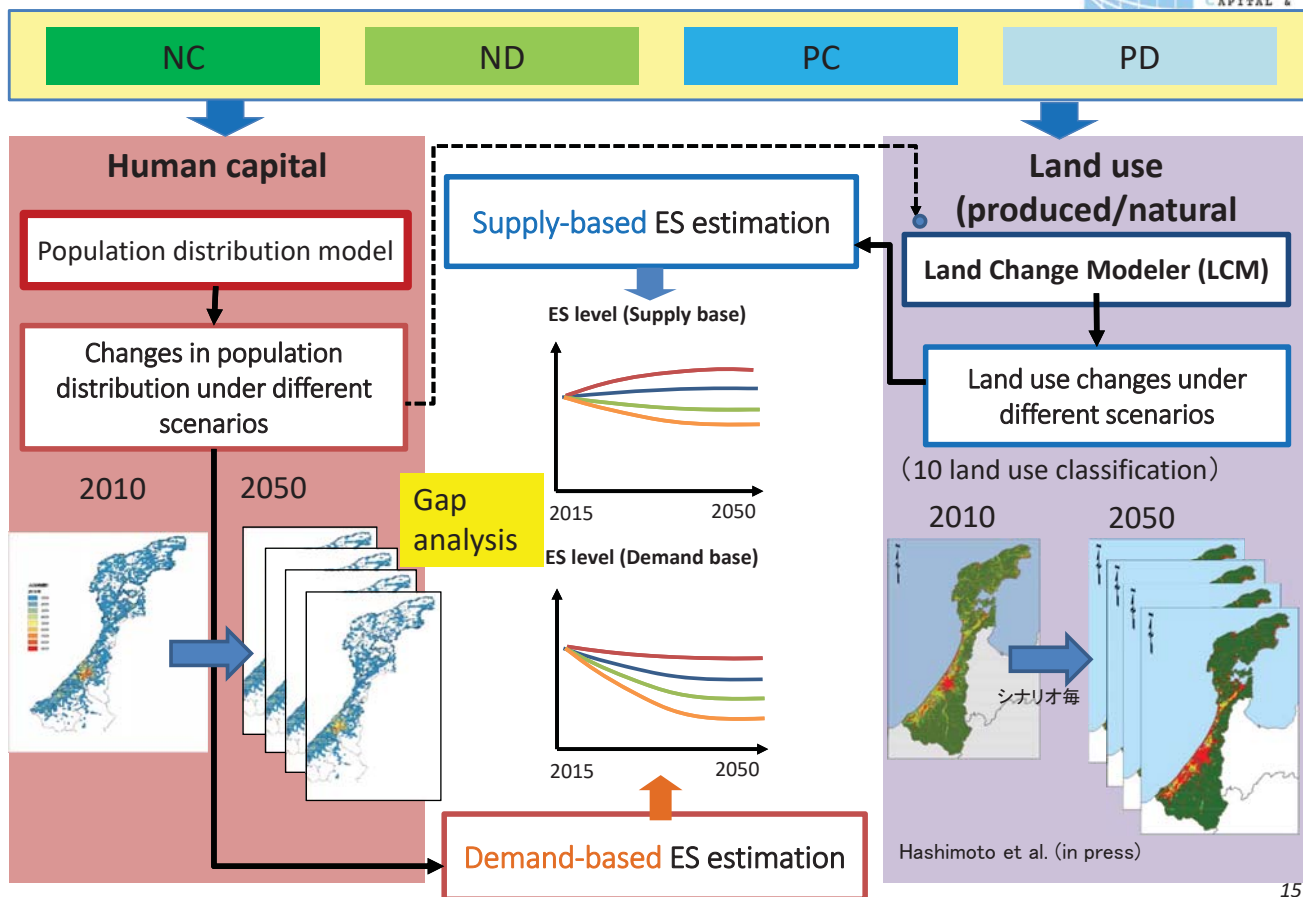 CAPITAL &
NC
ND
PC
PD
Human capital
Population distribution model
Changes in population
distribution under different
scenarios
2010
2050
Gap
analysis
Supply-based ES estimation
ES level (Supply base)
2015
2050
ES level (Demand base)
2015
2050
Demand-based ES estimation
Land use
(produced/natural
Land Change Modeler (LCM)
Land use changes under
different scenarios
（10 land use classification）
2010
2050
シナリオ毎
Hashimoto et al. (in press)
15